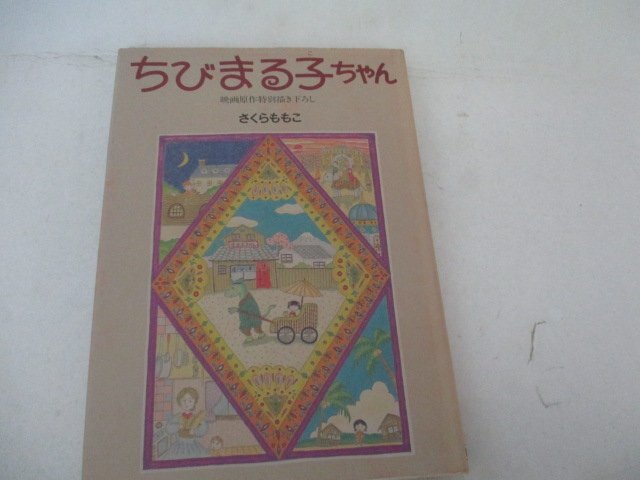 ちびまる子ちゃん
映画原作特別描き下ろし
さくらももこ